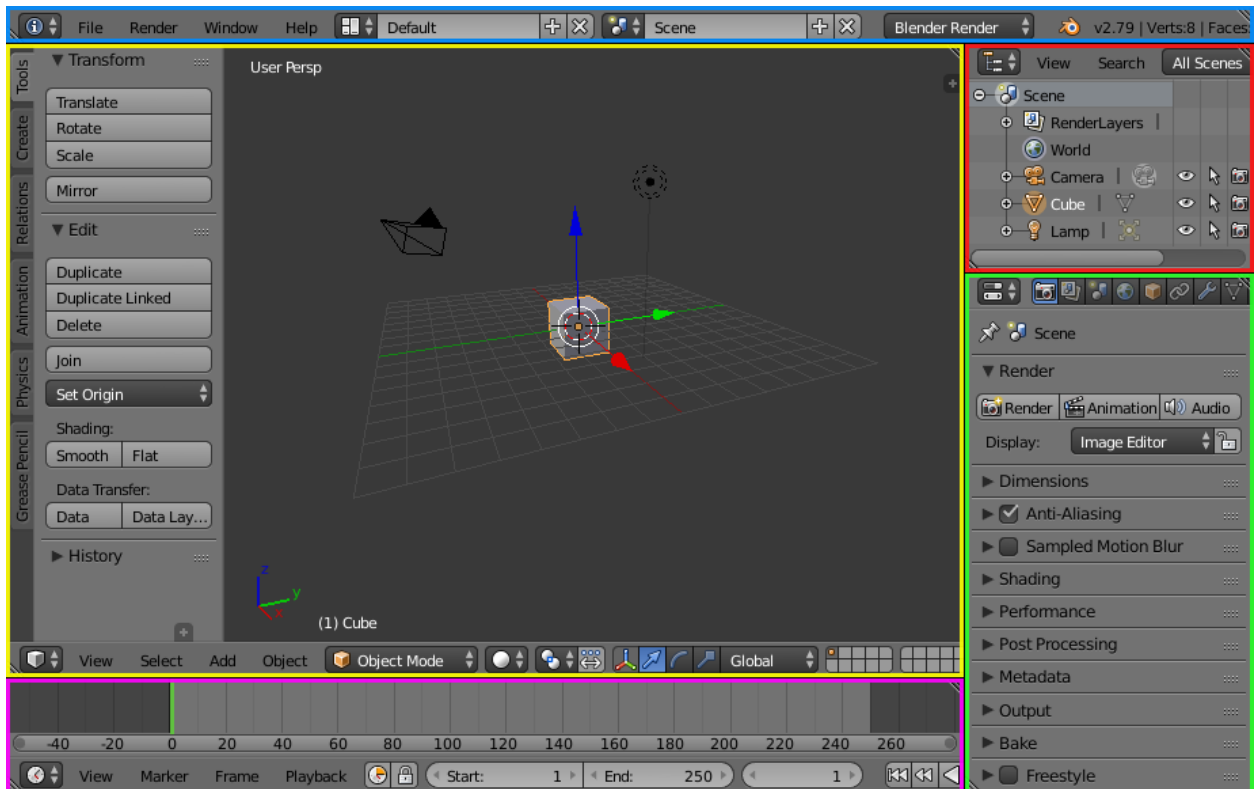 File Render Window Help Default Scene Blender Render v2.79 | Verts:8 | Faces:
Tools
Create
Relations
Animation
Physics
Grease Pencil
Transform
Translate
Rotate
Scale
Mirror
Edit
Duplicate
Duplicate Linked
Delete
Join
Set Origin
Shading:
Smooth Flat
Data Transfer:
Data Data Lay...
History
User Persp
z
y
x
(1) Cube
View Select Add Object Object Mode Global
-40 -20 0 20 40 60 80 100 120 140 160 180 200 220 240 260
View Marker Frame Playback Start: 1 End: 250 1
View Search All Scenes
Scene
RenderLayers |
World
Camera |
Cube |
Lamp |
Scene
Render
Render Animation Audio
Display: Image Editor
Dimensions
Anti-Aliasing
Sampled Motion Blur
Shading
Performance
Post Processing
Metadata
Output
Bake
Freestyle